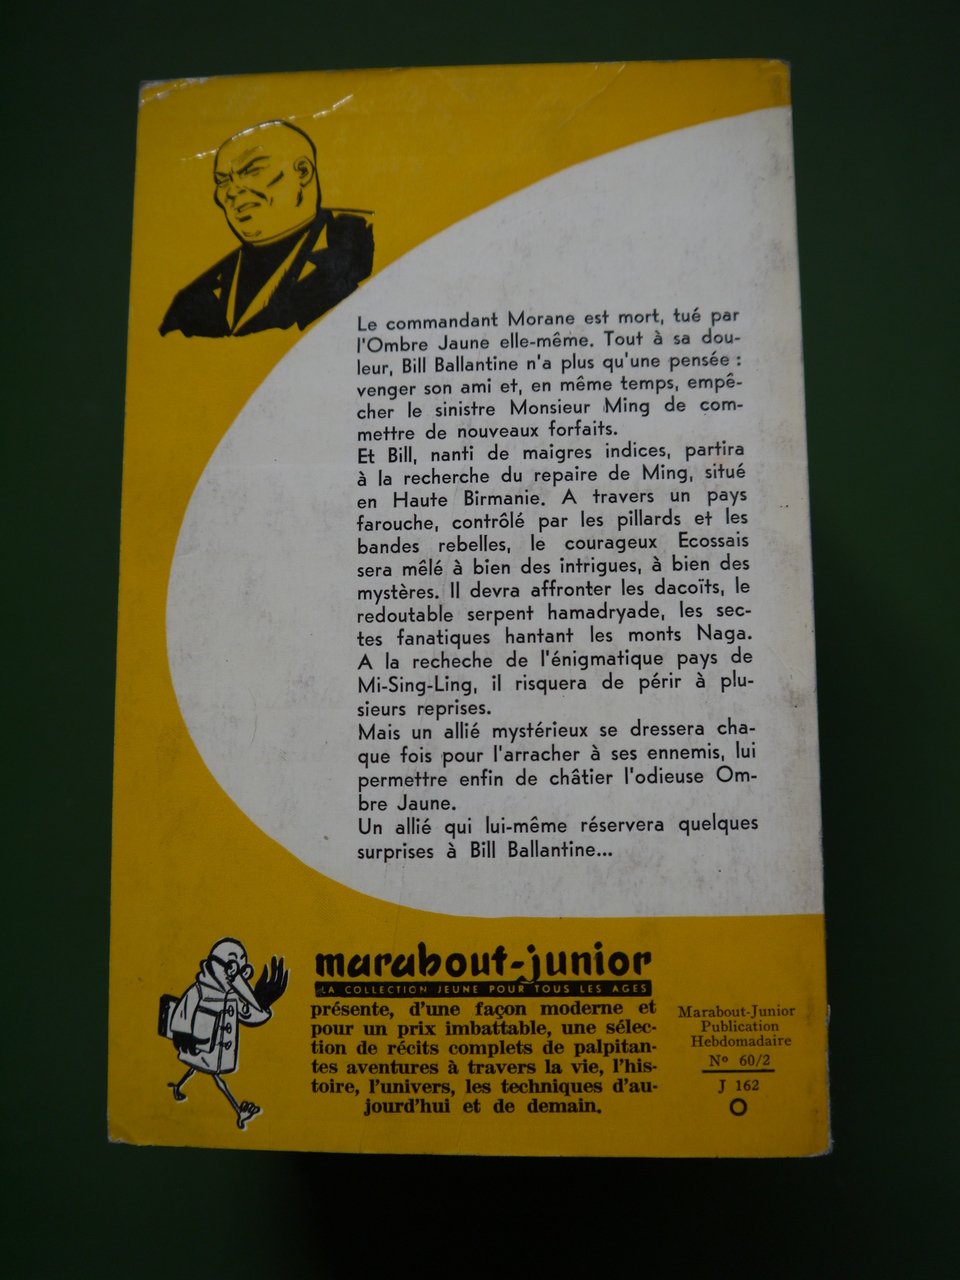 Le commandant Morane est mort, tué par
l'Ombre Jaune elle-même. Tout à sa dou-
leur, Bill Ballantine n'a plus qu'une pensée :
venger son ami et, en même temps, empê-
cher le sinistre Monsieur Ming de com-
mettre de nouveaux forfaits.
Et Bill, nanti de maigres indices, partira
à la recherche du repaire de Ming, situé
en Haute Birmanie. A travers un pays
farouche, contrôlé par les pillards et les
bandes rebelles, le courageux Ecossais
sera mêlé à bien des intrigues, à bien des
mystères. Il devra affronter les dacoïts, le
redoutable serpent hamadryade, les sec-
tes fanatiques hantant les monts Naga.
A la recheche de l'énigmatique pays de
Mi-Sing-Ling, il risquera de périr à plu-
sieurs reprises.
Mais un allié mystérieux se dressera cha-
que fois pour l'arracher à ses ennemis, lui
permettre enfin de châtier l'odieuse Om-
bre Jaune.
Un allié qui lui-même réservera quelques
surprises à Bill Ballantine...
marabout-junior
LA COLLECTION JEUNE POUR TOUS LES AGES
présente, d'une façon moderne et
pour un prix imbattable, une sélec-
tion de récits complets de palpitan-
tes aventures à travers la vie, l'his-
toire, l'univers, les techniques d'au-
jourd'hui et de demain.
Marabout-Junior
Publication
Hebdomadaire
Nº 60/2
J 162